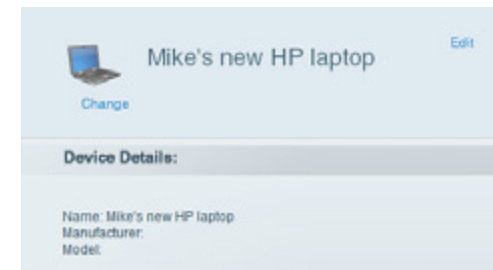 Mike's new HP laptop
Edit
Change
Device Details:
Name: Mike's new HP laptop
Manufacturer:
Model: